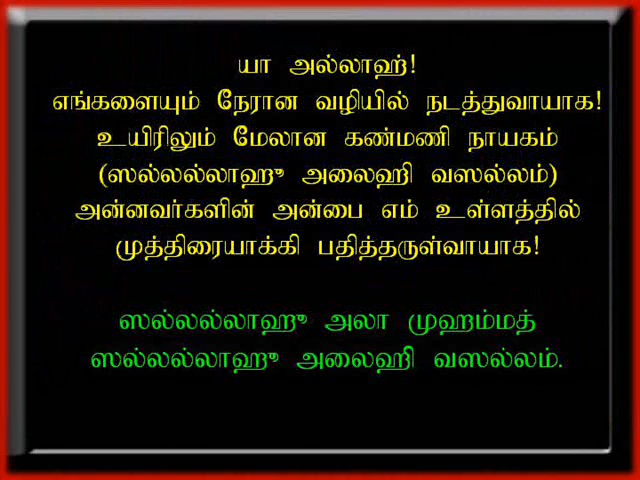 யா அல்லாஹ்!
எங்களையும் நேரான வழியில் நடத்துவாயாக!
உயிரிலும் மேலான கண்மணி நாயகம்
(ஸல்லல்லாஹு அலைஹி வஸல்லம்)
அன்னவர்களின் அன்பை எம் உள்ளத்தில்
முத்திரையாக்கி பதித்தருள்வாயாக!
ஸல்லல்லாஹு அலா முஹம்மத்
ஸல்லல்லாஹு அலைஹி வஸல்லம்.